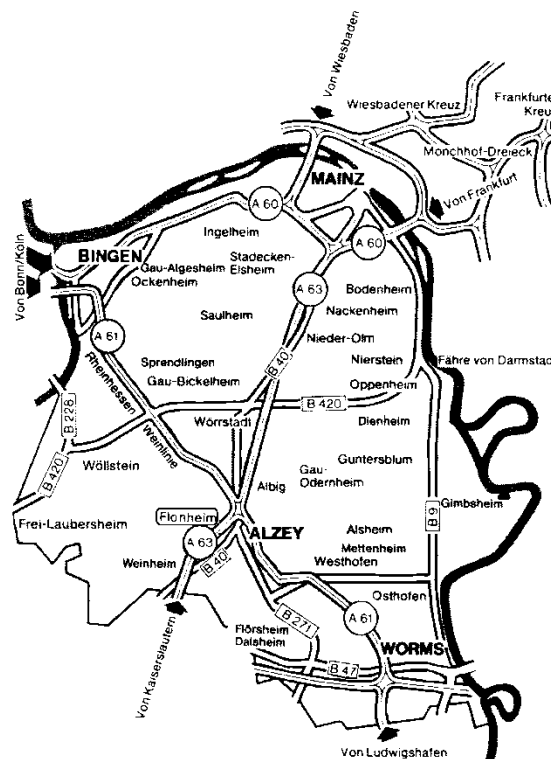 Von Wiesbaden
Wiesbadener Kreuz
Frankfurte
Kreu
Mönchhof-Dreieck
MAINZ
Von Frankfurt
A 60
Ingelheim
A 60
BINGEN
Stadecken-
Elsheim
Gau-Algesheim
Ockenheim
Von Bonn/Köln
A 63
Bodenheim
Nackenheim
Saulheim
A 61
Nieder-Olm
B 40
Nierstein
Fähre von Darmstad
Sprendlingen
Gau-Bickelheim
Rheinhessen
Weinlinie
Oppenheim
B 228
B 420
Wörrstadt
Dienheim
B 420
Wöllstein
Guntersblum
Gau-
Odernheim
Albig
Gimbsheim
B 9
Frei-Laubersheim
Flonheim
ALZEY
Alsheim
A 63
Mettenheim
Westhofen
Weinheim
B 40
Osthofen
A 61
B 271
Flörsheim
Dalsheim
WORMS
B 47
Von Kaiserslautern
Von Ludwigshafen